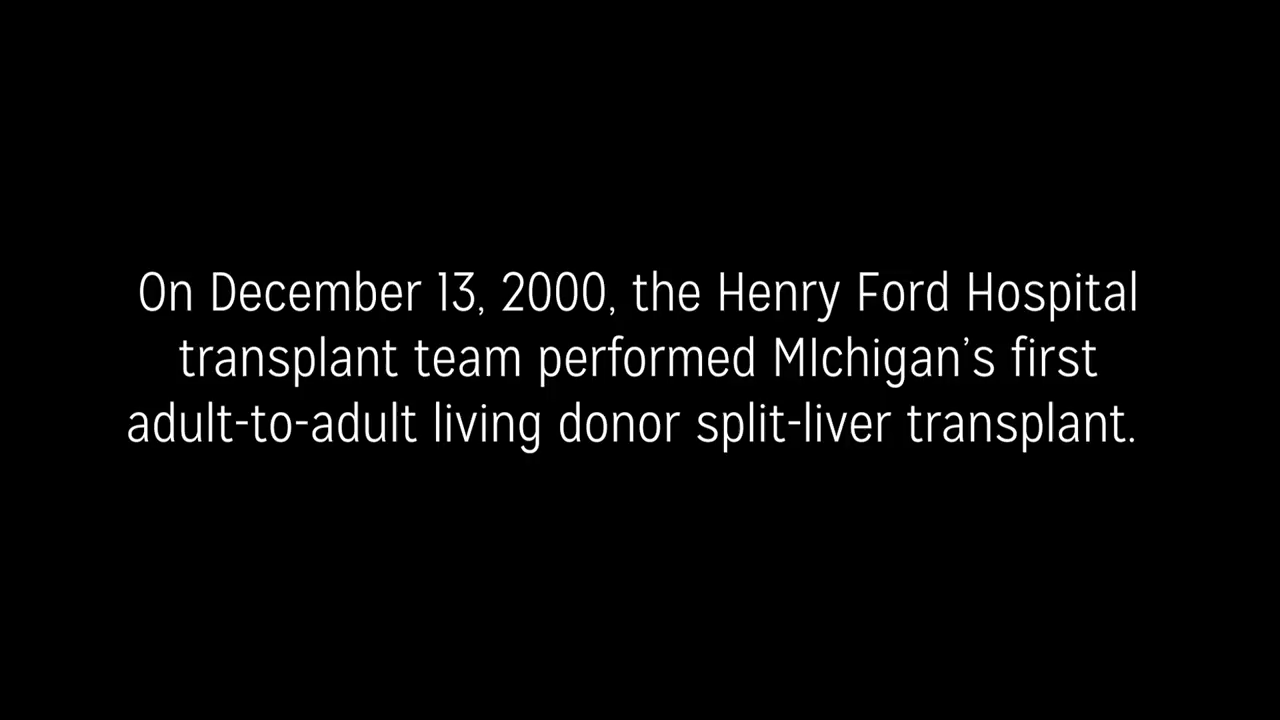 On December 13, 2000, the Henry Ford Hospital
transplant team performed MIchigan’s first
adult-to-adult living donor split-liver transplant.